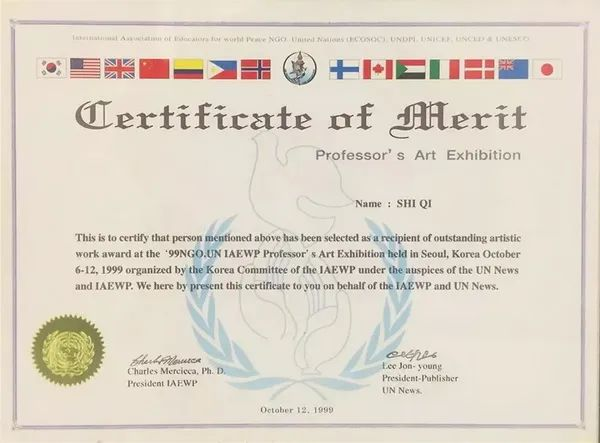 International Association of Educators for world Peace NGO. United Nations (ECOSOC), UNDPI, UNICEF, UNCED & UNESCO
Certificate of Merit
Professor's Art Exhibition
Name : SHI QI
This is to certify that person mentioned above has been selected as a recipient of outstanding artistic
work award at the '99NGO.UN IAEWP Professor's Art Exhibition held in Seoul, Korea October
6-12, 1999 organized by the Korea Committee of the IAEWP under the auspices of the UN News
and IAEWP. We here by present this certificate to you on behalf of the IAEWP and UN News.
Charles Mercieca, Ph. D.
President IAEWP
Lee Jon- young
President-Publisher
UN News.
October 12, 1999